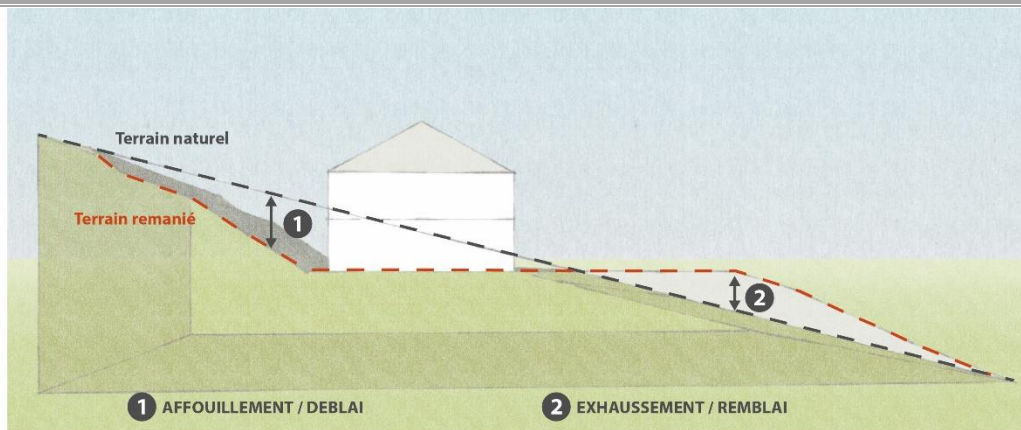 Terrain naturel
Terrain remanié
1
2
1 AFFOUILLEMENT / DEBLAI
2 EXHAUSSEMENT / REMBLAI